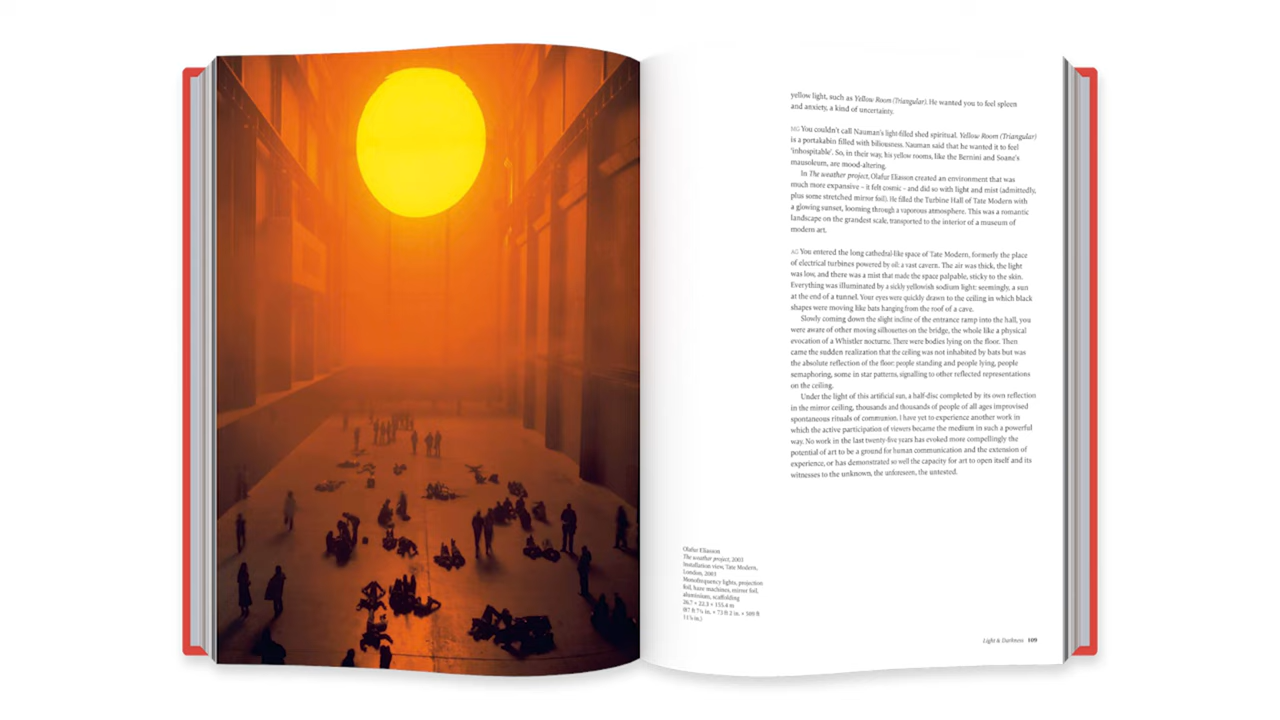 yellow light, such as Yellow Room (Triangular). He wanted you to feel spleen
and anxiety, a kind of uncertainty.
MG You couldn't call Nauman's light-filled shed spiritual. Yellow Room (Triangular)
is a portakabin filled with biliousness. Nauman said that he wanted it to feel
'inhospitable'. So, in their way, his yellow rooms, like the Bernini and Soane's
mausoleum, are mood-altering.
In The weather project, Olafur Eliasson created an environment that was
much more expansive – it felt cosmic – and did so with light and mist (admittedly,
plus some stretched mirror foil). He filled the Turbine Hall of Tate Modern with
a glowing sunset, looming through a vaporous atmosphere. This was a romantic
landscape on the grandest scale, transported to the interior of a museum of
modern art.
AG You entered the long cathedral-like space of Tate Modern, formerly the place
of electrical turbines powered by oil: a vast cavern. The air was thick, the light
was low, and there was a mist that made the space palpable, sticky to the skin.
Everything was illuminated by a sickly yellowish sodium light: seemingly, a sun
at the end of a tunnel. Your eyes were quickly drawn to the ceiling in which black
shapes were moving like bats hanging from the roof of a cave.
Slowly coming down the slight incline of the entrance ramp into the hall, you
were aware of other moving silhouettes on the bridge, the whole like a physical
evocation of a Whistler nocturne. There were bodies lying on the floor. Then
came the sudden realization that the ceiling was not inhabited by bats but was
the absolute reflection of the floor: people standing and people lying, people
semaphoring, some in star patterns, signalling to other reflected representations
on the ceiling.
Under the light of this artificial sun, a half-disc completed by its own reflection
in the mirror ceiling, thousands and thousands of people of all ages improvised
spontaneous rituals of communion. I have yet to experience another work in
which the active participation of viewers became the medium in such a powerful
way. No work in the last twenty-five years has evoked more compellingly the
potential of art to be a ground for human communication and the extension of
experience, or has demonstrated so well the capacity for art to open itself and its
witnesses to the unknown, the unforeseen, the untested.
Olafur Eliasson
The weather project, 2003
Installation view, Tate Modern,
London, 2003
Monofrequency lights, projection
foil, haze machines, mirror foil,
aluminium, scaffolding
26.7 × 22.3 × 155.4 m
(87 ft 7⅛ in. × 73 ft 2 in. × 509 ft
in.)
Light & Darkness 109